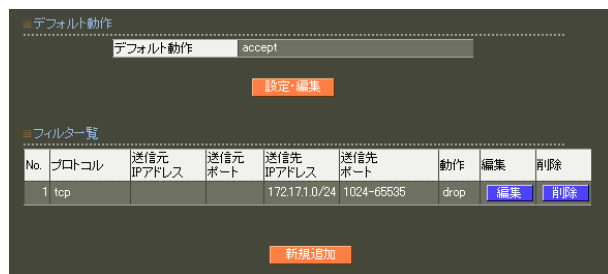 デフォルト動作
デフォルト動作 accept
設定・編集
フィルター覧
No. プロトコル 送信元IPアドレス 送信元ポート 送信先IPアドレス 送信先ポート 動作 編集 削除
1 tcp 172.17.1.0/24 1024-65535 drop 編集 削除
新規追加